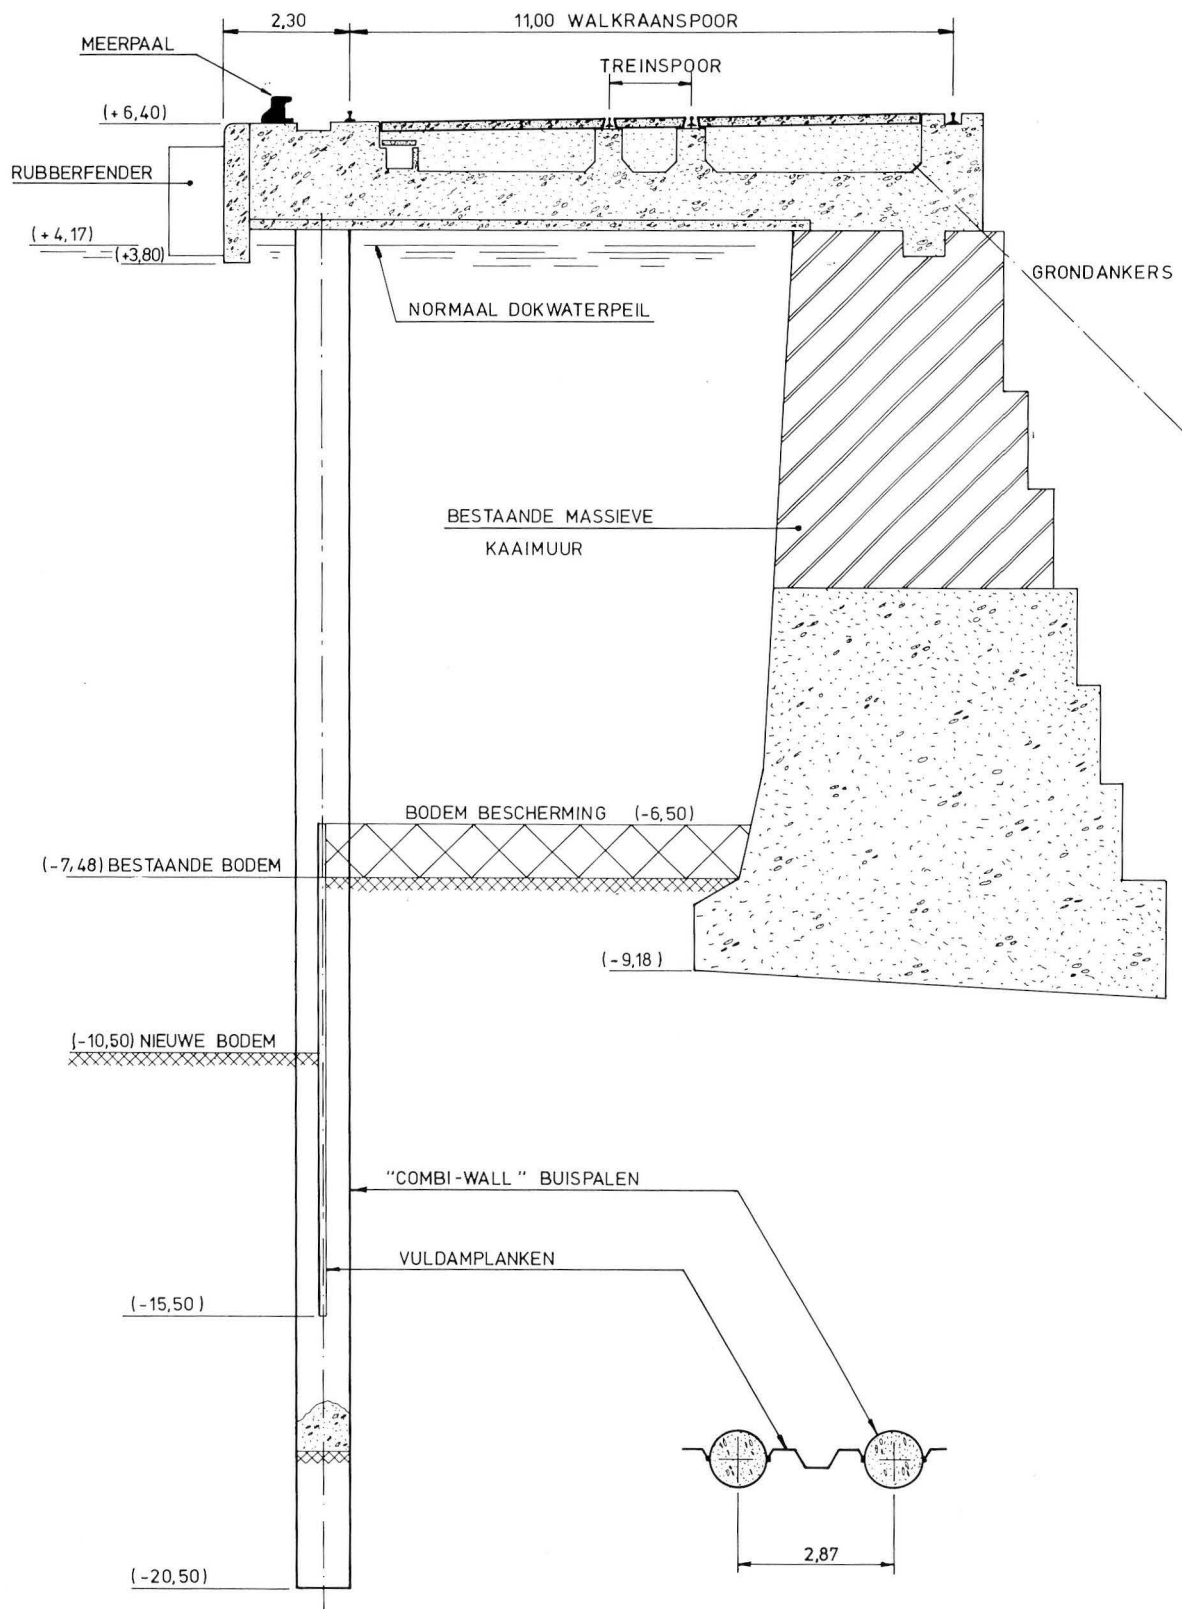 2,30
11,00 WALKRAANSPOOR
MEERPAAL
TREINSPOOR
(+6,40)
RUBBERFENDER
(+4,17)
(+3,80)
GRONDANKERS
NORMAAL DOKWATERPEIL
BESTAANDE MASSIEVE
KAAIMUUR
BODEM BESCHERMING (-6,50)
(-7,48) BESTAANDE BODEM
(-9,18)
(-10,50) NIEUWE BODEM
"COMBI-WALL" BUISPALEN
VULDAMPLANKEN
(-15,50)
2,87
(-20,50)